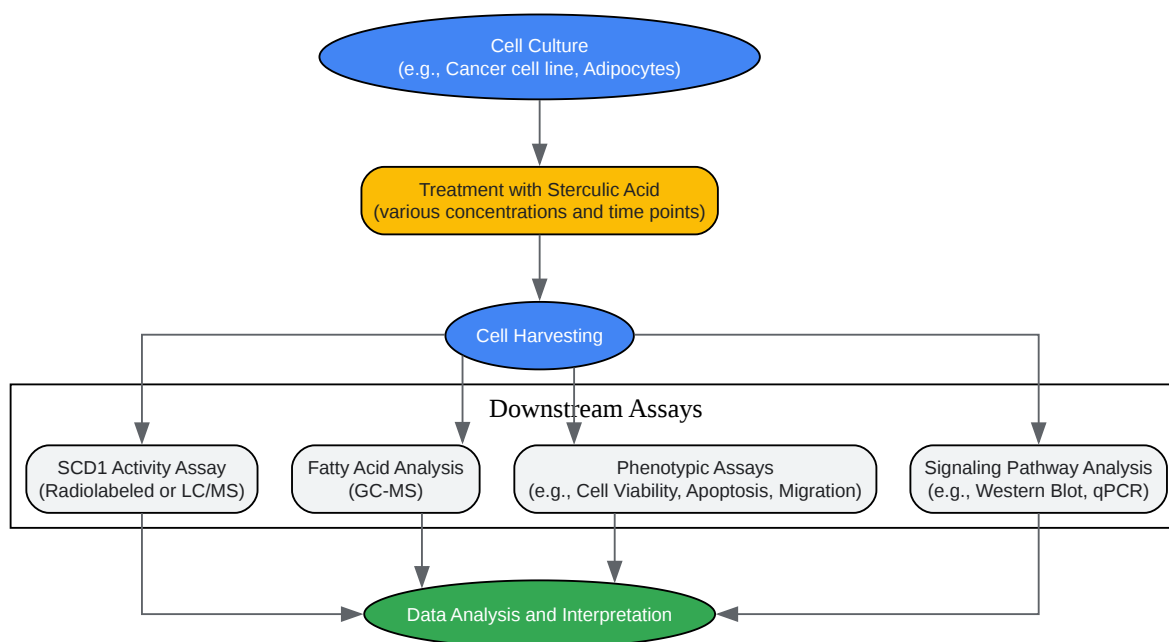 Cell Culture
(e.g., Cancer cell line, Adipocytes)
Treatment with Sterculic Acid
(various concentrations and time points)
Cell Harvesting
Downstream Assays
SCD1 Activity Assay
(Radiolabeled or LC/MS)
Fatty Acid Analysis
(GC-MS)
Phenotypic Assays
(e.g., Cell Viability, Apoptosis, Migration)
Signaling Pathway Analysis
(e.g., Western Blot, qPCR)
Data Analysis and Interpretation